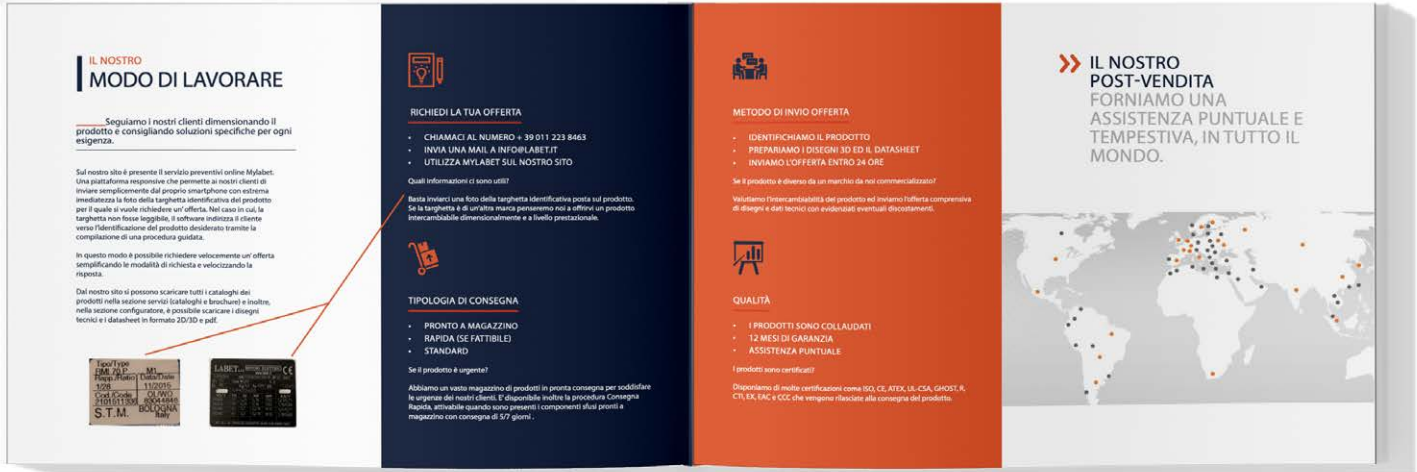 IL NOSTRO
MODO DI LAVORARE
Seguiamo i nostri clienti dimensionando il
prodotto e consigliando soluzioni specifiche per ogni
esigenza.
Sul nostro sito è presente il servizio preventivi online Mylabet.
Una piattaforma responsive che permette ai nostri clienti di
inviare semplicemente dal proprio smartphone con estrema
imediatezza la foto della targhetta identificativa del prodotto
per il quale si vuole richiedere un' offerta. Nel caso in cui, la
targhetta non fosse leggibile, il software indirizza il cliente
verso l'identificazione del prodotto desiderato tramite la
compilazione di una procedura guidata.
In questo modo è possibile richiedere velocemente un' offerta
semplificando le modalità di richiesta e velocizzando la
risposta.
Dal nostro sito si possono scaricare tutti i cataloghi dei
prodotti nella sezione servizi (cataloghi e brochure) e inoltre,
nella sezione configuratore, è possibile scaricare i disegni
tecnici e i datasheet in formato 2D/3D e pdf.
Tipo/Type
RMI 70 P M1
Rapp./Ratio Data/Date
1/28 11/2015
Cod./Code OL/WO
S.T.M. BOLOGNA
Italy
LABET
CE
RICHIEDI LA TUA OFFERTA
• CHIAMACI AL NUMERO + 39 011 223 8463
• INVIA UNA MAIL A INFO@LABET.IT
• UTILIZZA MYLABET SUL NOSTRO SITO
Quali informazioni ci sono utili?
Basta inviarci una foto della targhetta identificativa posta sul prodotto.
Se la targhetta è di un'altra marca penseremo noi a offrirvi un prodotto
intercambiabile dimensionalmente e a livello prestazionale.
TIPOLOGIA DI CONSEGNA
• PRONTO A MAGAZZINO
• RAPIDA (SE FATTIBILE)
• STANDARD
Se il prodotto è urgente?
Abbiamo un vasto magazzino di prodotti in pronta consegna per soddisfare
le urgenze dei nostri clienti. E' disponibile inoltre la procedura Consegna
Rapida, attivabile quando sono presenti i componenti sfusi pronti a
magazzino con consegna di 5/7 giorni .
METODO DI INVIO OFFERTA
• IDENTIFICHIAMO IL PRODOTTO
• PREPARIAMO I DISEGNI 3D ED IL DATASHEET
• INVIAMO L'OFFERTA ENTRO 24 ORE
Se il prodotto è diverso da un marchio da noi commercializzato?
Valutiamo l'intercambiabilità del prodotto ed inviamo l'offerta comprensiva
di disegni e dati tecnici con evidenziati eventuali discostamenti.
QUALITÀ
• I PRODOTTI SONO COLLAUDATI
• 12 MESI DI GARANZIA
• ASSISTENZA PUNTUALE
I prodotti sono certificati?
Disponiamo di molte certificazioni coma ISO, CE, ATEX, UL-CSA, GHOST, R,
CTI, EX, EAC e CCC che vengono rilasciate alla consegna del prodotto.
IL NOSTRO
POST-VENDITA
FORNIAMO UNA
ASSISTENZA PUNTUALE E
TEMPESTIVA, IN TUTTO IL
MONDO.